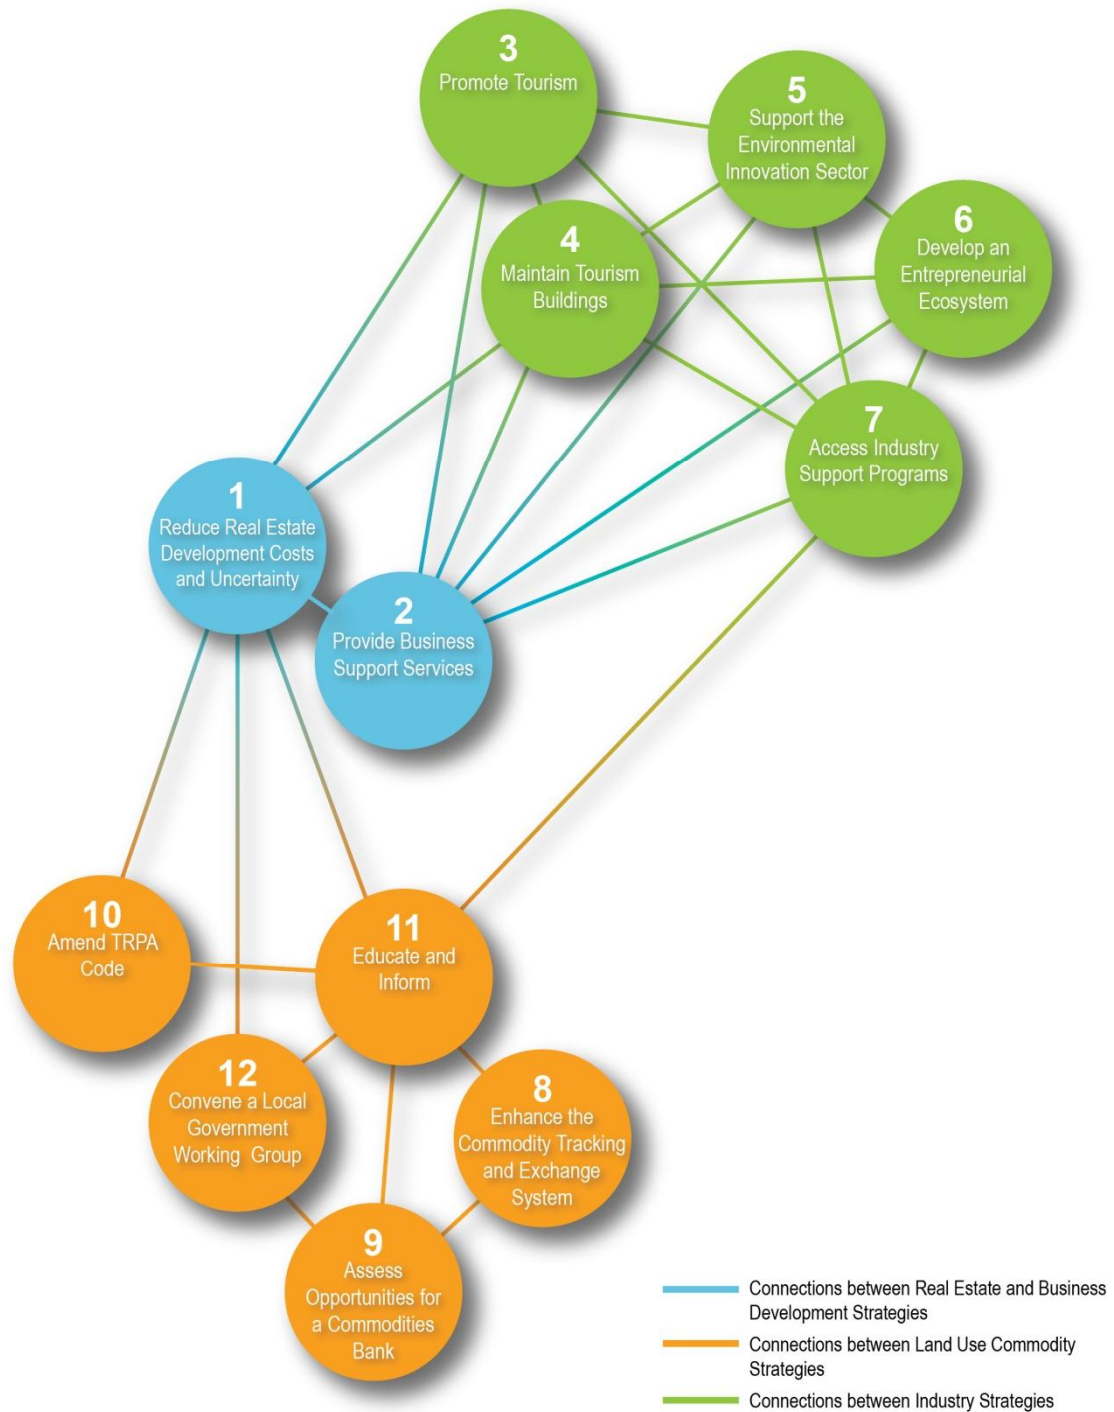 3
Promote Tourism
5
Support the
Environmental
Innovation Sector
4
Maintain Tourism
Buildings
6
Develop an
Entrepreneurial
Ecosystem
7
Access Industry
Support Programs
1
Reduce Real Estate
Development Costs
and Uncertainty
2
Provide Business
Support Services
10
Amend TRPA
Code
11
Educate and
Inform
12
Convene a Local
Government
Working Group
8
Enhance the
Commodity Tracking
and Exchange
System
9
Assess
Opportunities for
a Commodities
Bank
Connections between Real Estate and Business
Development Strategies
Connections between Land Use Commodity
Strategies
Connections between Industry Strategies